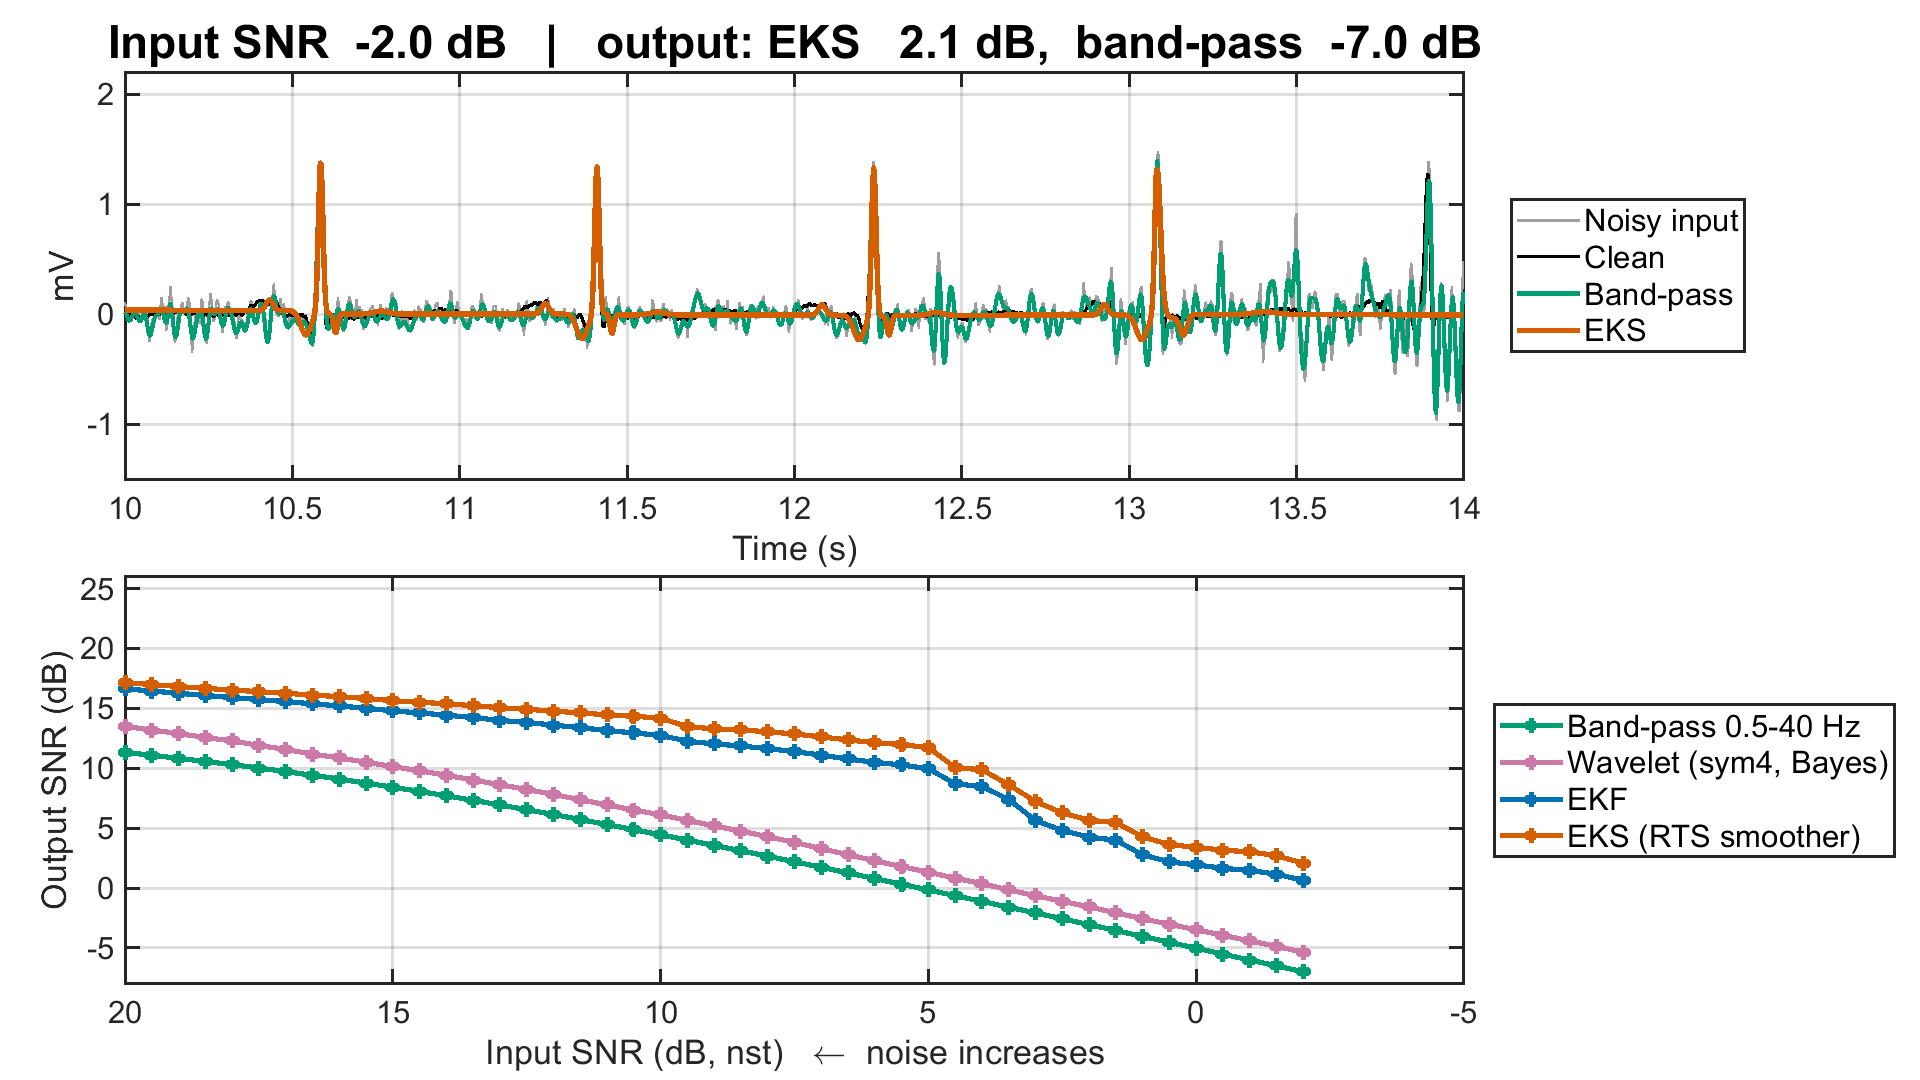 Input SNR -2.0 dB | output: EKS 2.1 dB, band-pass -7.0 dB
2
1
0
-1
mV
10 10.5 11 11.5 12 12.5 13 13.5 14
Time (s)
Noisy input
Clean
Band-pass
EKS
25
20
15
10
5
0
-5
Output SNR (dB)
20 15 10 5 0 -5
Input SNR (dB, nst) ← noise increases
Band-pass 0.5-40 Hz
Wavelet (sym4, Bayes)
EKF
EKS (RTS smoother)